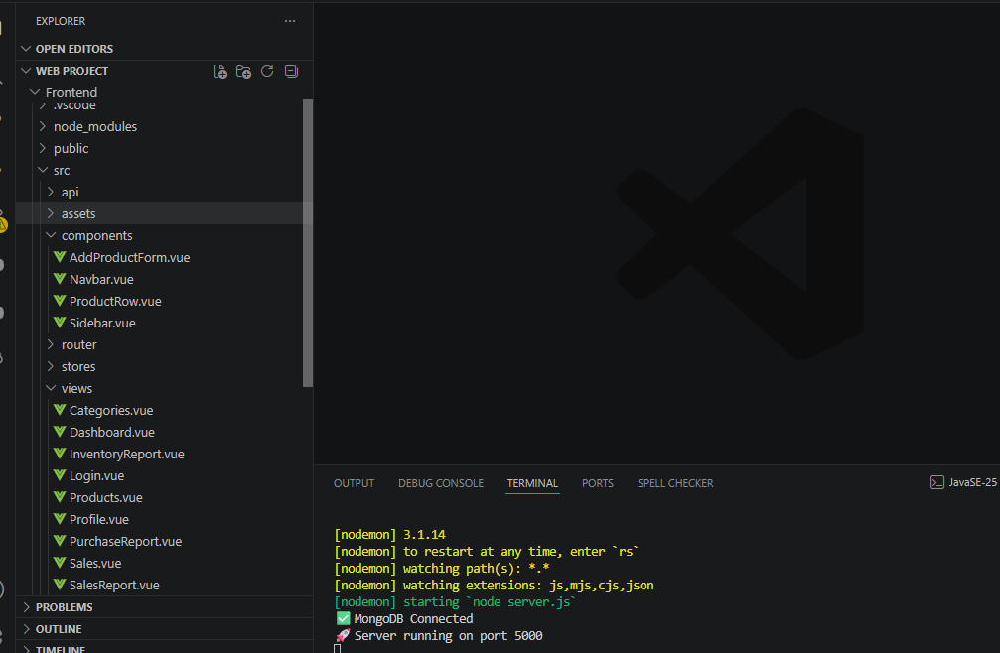 EXPLORER
OPEN EDITORS
WEB PROJECT
Frontend
.vscode
node_modules
public
src
api
assets
components
AddProductForm.vue
Navbar.vue
ProductRow.vue
Sidebar.vue
router
stores
views
Categories.vue
Dashboard.vue
InventoryReport.vue
Login.vue
Products.vue
Profile.vue
PurchaseReport.vue
Sales.vue
SalesReport.vue
PROBLEMS
OUTLINE
TIMELINE
OUTPUT DEBUG CONSOLE TERMINAL PORTS SPELL CHECKER JavaSE-25
[nodemon] 3.1.14
[nodemon] to restart at any time, enter `rs`
[nodemon] watching path(s): *.*
[nodemon] watching extensions: js,mjs,cjs,json
[nodemon] starting `node server.js`
✅ MongoDB Connected
🚀 Server running on port 5000